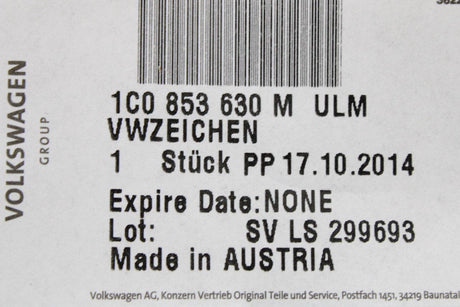 1C0 853 630 M ULM
VWZEICHEN
1 Stück PP 17.10.2014
Expire Date:NONE
Lot: SV LS 299693
Made in AUSTRIA
Volkswagen AG, Konzern Vertrieb Original Teile und Service, Postfach 1451, 34219 Baunatal
VOLKSWAGEN
GROUP